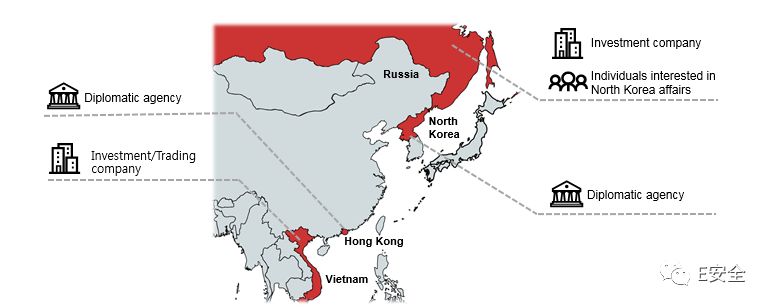 Investment company
Russia
Individuals interested in
North Korea affairs
Diplomatic agency
North
Korea
Investment/Trading
company
Diplomatic agency
Hong Kong
Vietnam
E安全